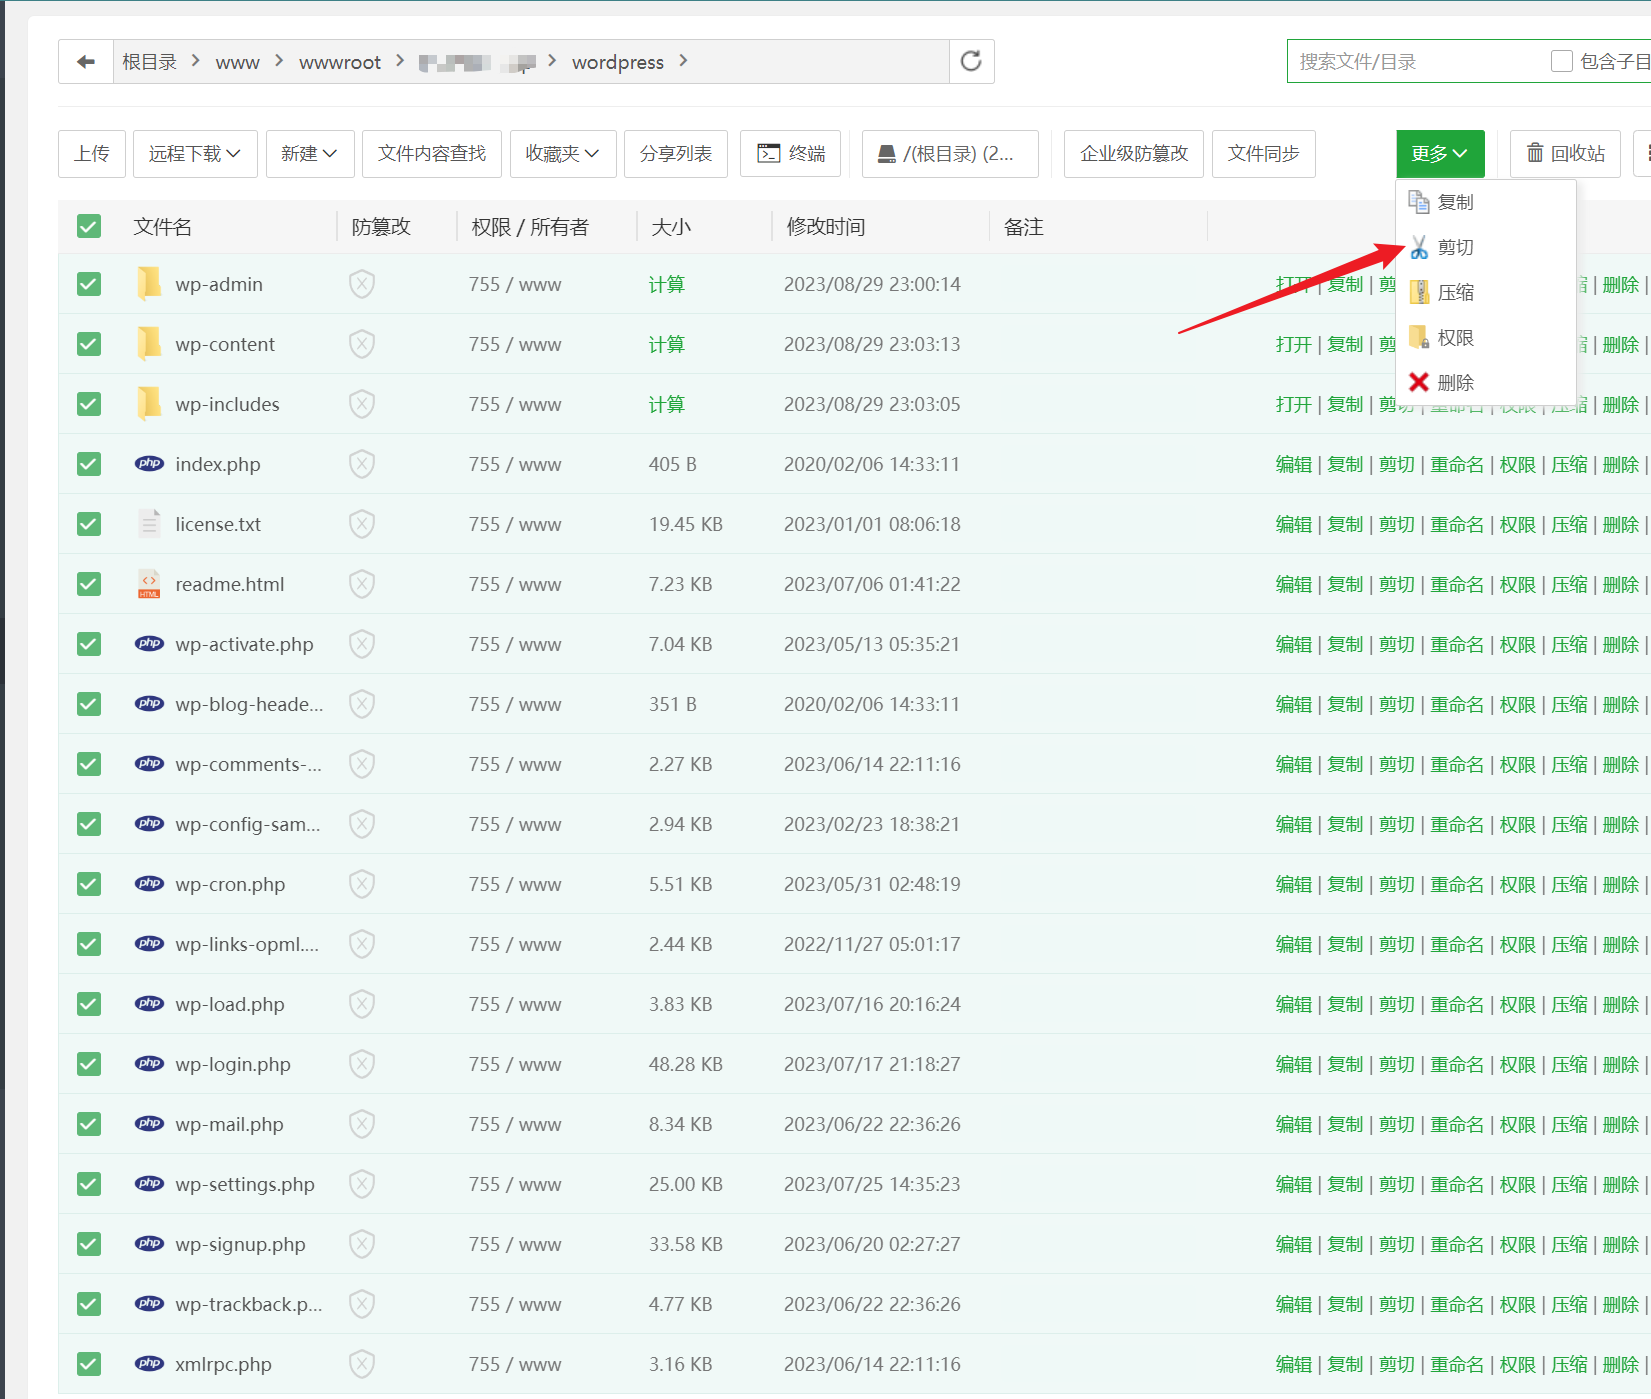 根目录 www wwwroot wordpress 搜索文件/目录 包含子目
上传 远程下载 新建 文件内容查找 收藏夹 分享列表 终端 /(根目录) (2... 企业级防篡改 文件同步 更多 回收站
复制
剪切
压缩
权限
删除
文件名 防篡改 权限 / 所有者 大小 修改时间 备注
wp-admin 755 / www 计算 2023/08/29 23:00:14 打开 | 复制 | 剪 缩 | 删除 |
wp-content 755 / www 计算 2023/08/29 23:03:13 打开 | 复制 | 剪 缩 | 删除 |
wp-includes 755 / www 计算 2023/08/29 23:03:05 打开 | 复制 | 剪切 | 重命名 | 权限 | 压缩 | 删除 |
index.php 755 / www 405 B 2020/02/06 14:33:11 编辑 | 复制 | 剪切 | 重命名 | 权限 | 压缩 | 删除 |
license.txt 755 / www 19.45 KB 2023/01/01 08:06:18 编辑 | 复制 | 剪切 | 重命名 | 权限 | 压缩 | 删除 |
readme.html 755 / www 7.23 KB 2023/07/06 01:41:22 编辑 | 复制 | 剪切 | 重命名 | 权限 | 压缩 | 删除 |
wp-activate.php 755 / www 7.04 KB 2023/05/13 05:35:21 编辑 | 复制 | 剪切 | 重命名 | 权限 | 压缩 | 删除 |
wp-blog-heade... 755 / www 351 B 2020/02/06 14:33:11 编辑 | 复制 | 剪切 | 重命名 | 权限 | 压缩 | 删除 |
wp-comments-... 755 / www 2.27 KB 2023/06/14 22:11:16 编辑 | 复制 | 剪切 | 重命名 | 权限 | 压缩 | 删除 |
wp-config-sam... 755 / www 2.94 KB 2023/02/23 18:38:21 编辑 | 复制 | 剪切 | 重命名 | 权限 | 压缩 | 删除 |
wp-cron.php 755 / www 5.51 KB 2023/05/31 02:48:19 编辑 | 复制 | 剪切 | 重命名 | 权限 | 压缩 | 删除 |
wp-links-opml.... 755 / www 2.44 KB 2022/11/27 05:01:17 编辑 | 复制 | 剪切 | 重命名 | 权限 | 压缩 | 删除 |
wp-load.php 755 / www 3.83 KB 2023/07/16 20:16:24 编辑 | 复制 | 剪切 | 重命名 | 权限 | 压缩 | 删除 |
wp-login.php 755 / www 48.28 KB 2023/07/17 21:18:27 编辑 | 复制 | 剪切 | 重命名 | 权限 | 压缩 | 删除 |
wp-mail.php 755 / www 8.34 KB 2023/06/22 22:36:26 编辑 | 复制 | 剪切 | 重命名 | 权限 | 压缩 | 删除 |
wp-settings.php 755 / www 25.00 KB 2023/07/25 14:35:23 编辑 | 复制 | 剪切 | 重命名 | 权限 | 压缩 | 删除 |
wp-signup.php 755 / www 33.58 KB 2023/06/20 02:27:27 编辑 | 复制 | 剪切 | 重命名 | 权限 | 压缩 | 删除 |
wp-trackback.p... 755 / www 4.77 KB 2023/06/22 22:36:26 编辑 | 复制 | 剪切 | 重命名 | 权限 | 压缩 | 删除 |
xmlrpc.php 755 / www 3.16 KB 2023/06/14 22:11:16 编辑 | 复制 | 剪切 | 重命名 | 权限 | 压缩 | 删除 |